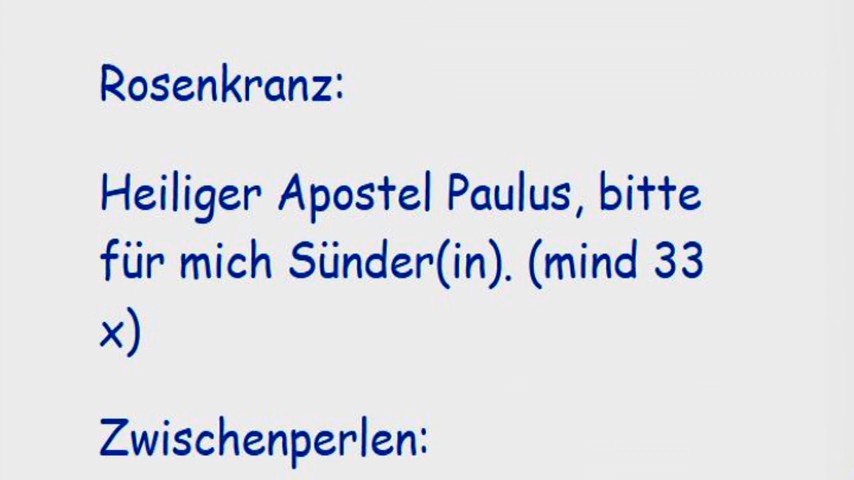 Rosenkranz:
Heiliger Apostel Paulus, bitte
für mich Sünder(in). (mind 33
x)
Zwischenperlen: